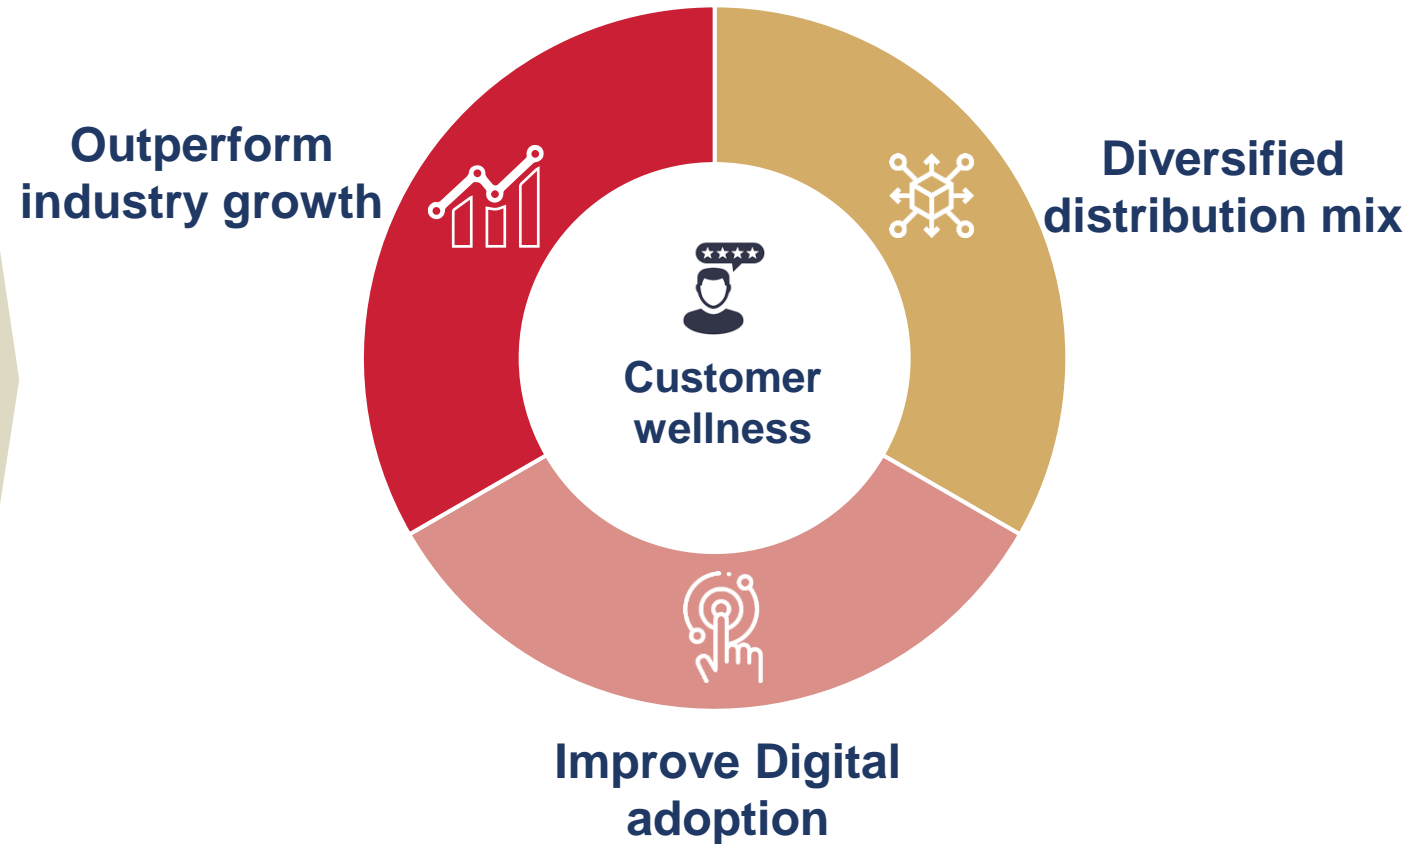 Outperform
industry growth
Diversified
distribution mix
Customer
wellness
Improve Digital
adoption